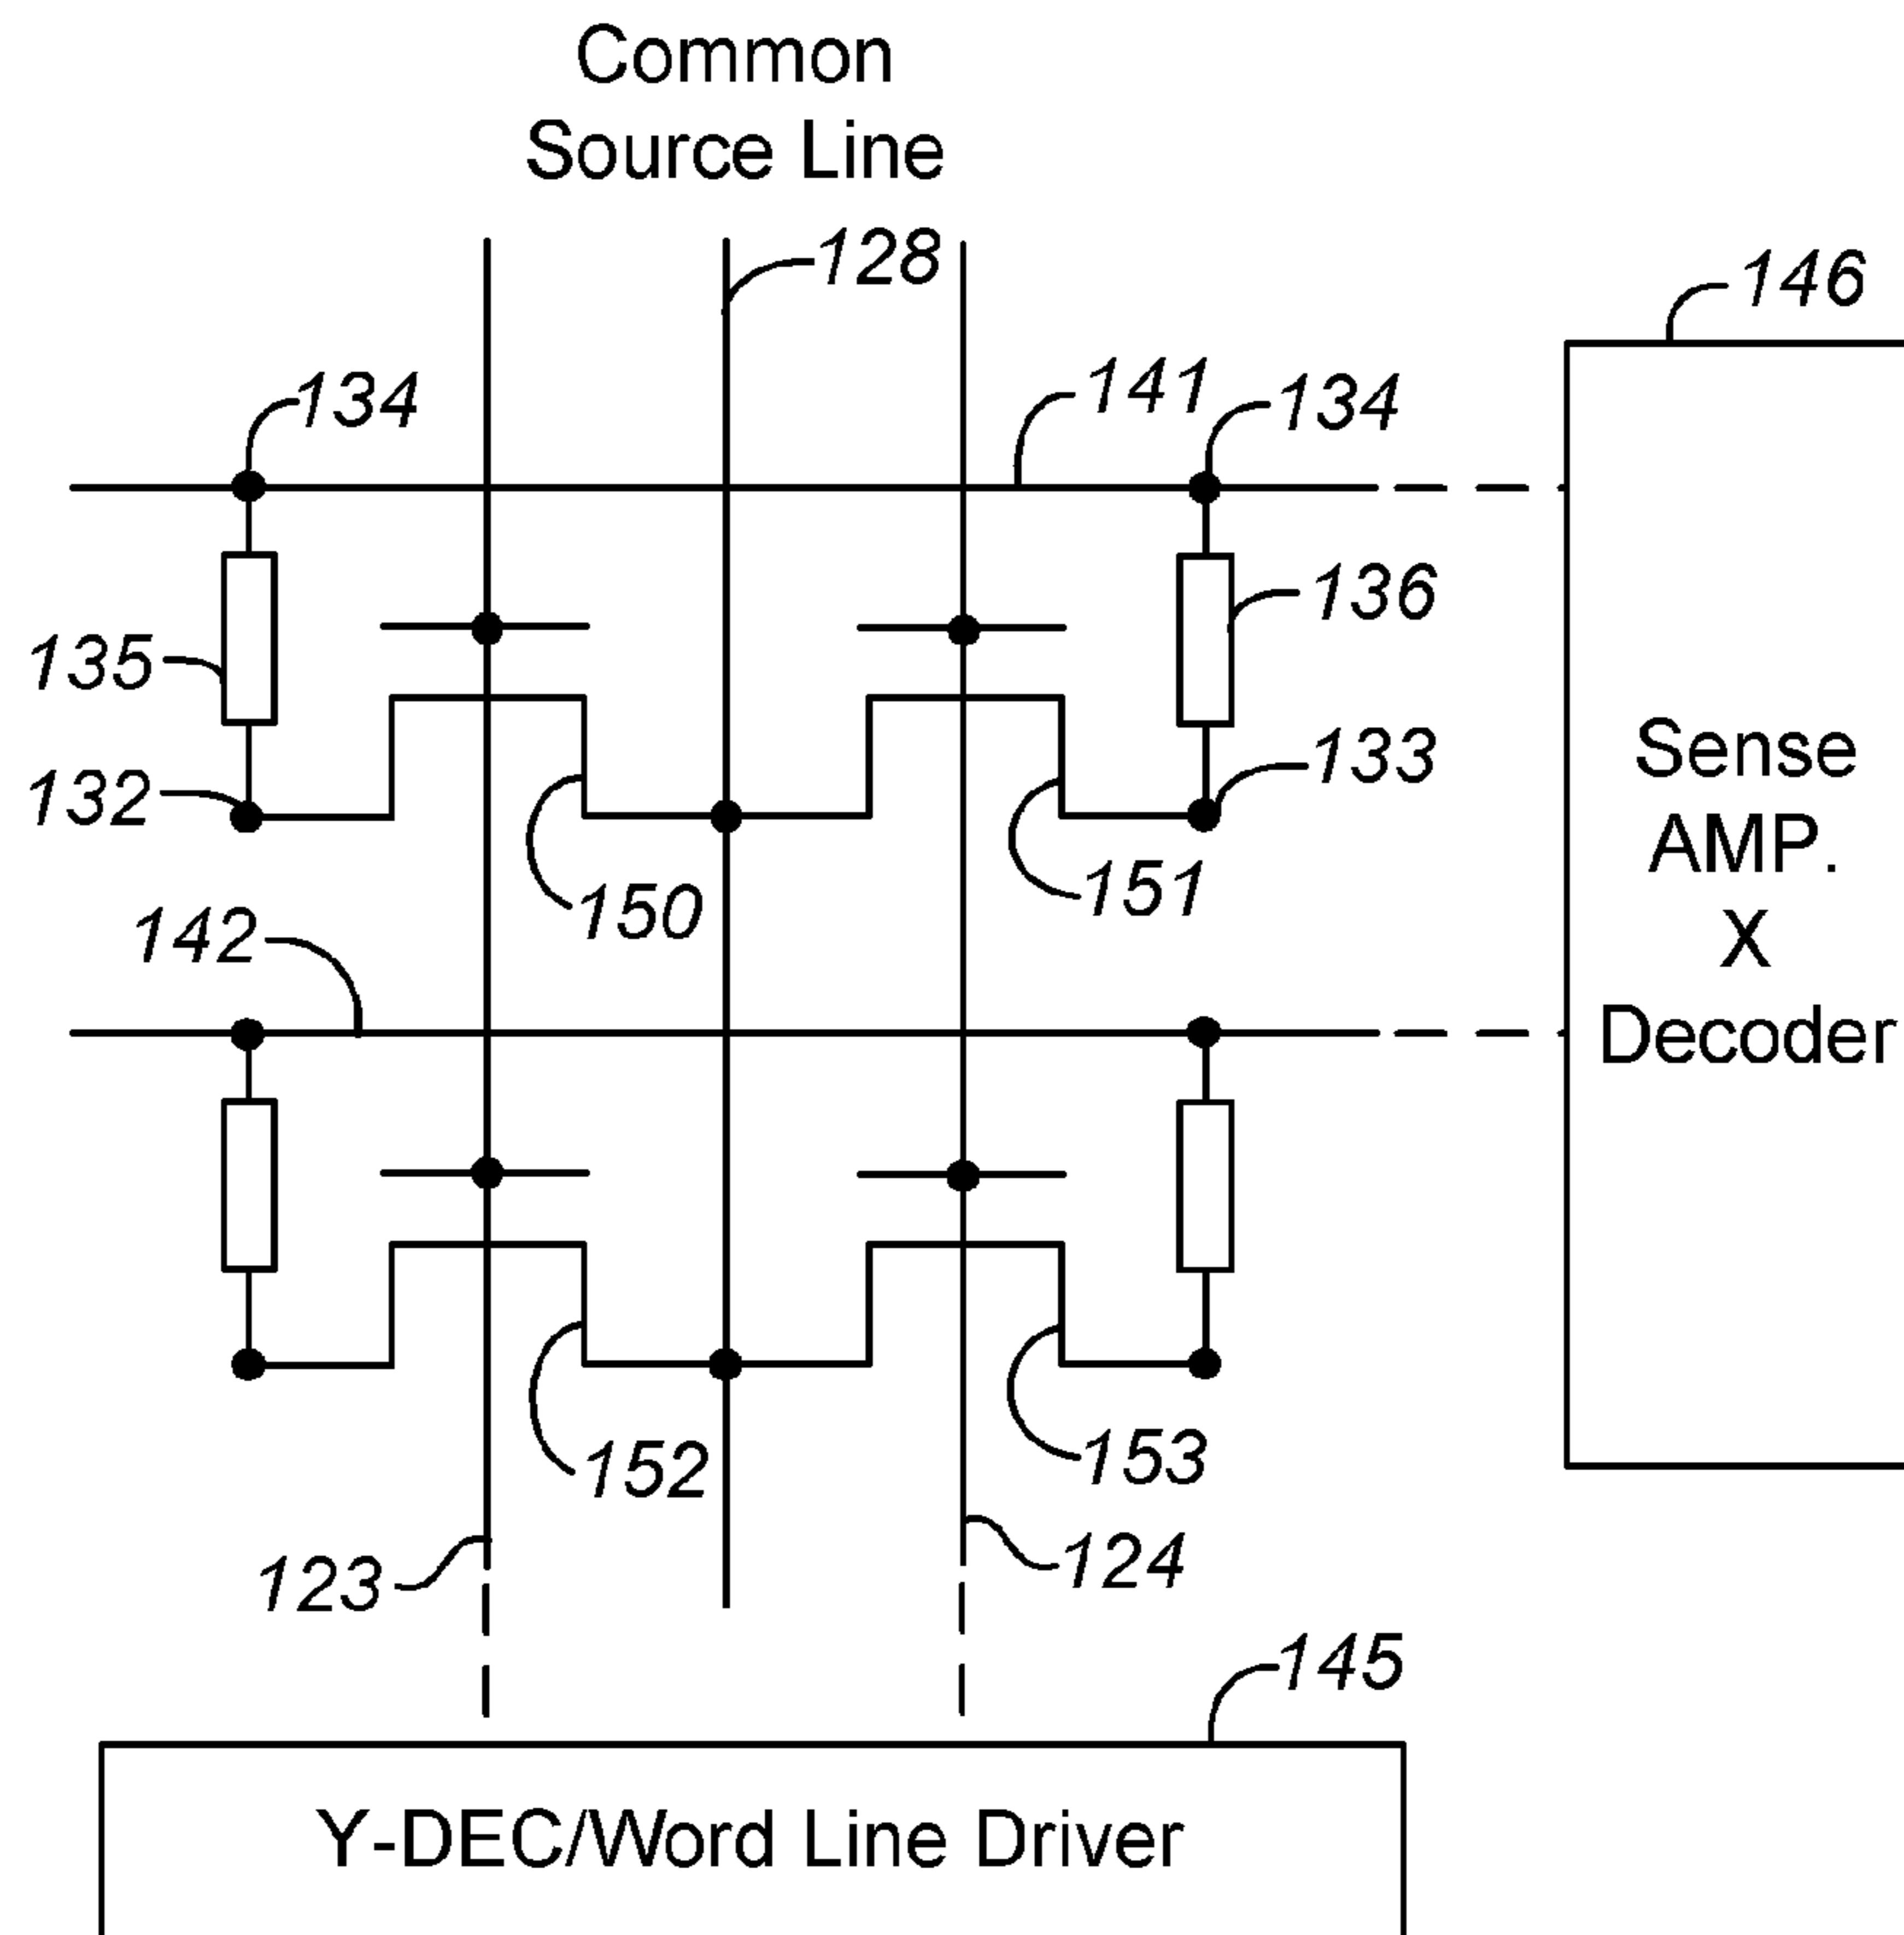 Common
Source Line
128
146
134
141
134
136
135
133
132
Sense
AMP.
X
Decoder
150
151
142
152
153
123
124
145
Y-DEC/Word Line Driver